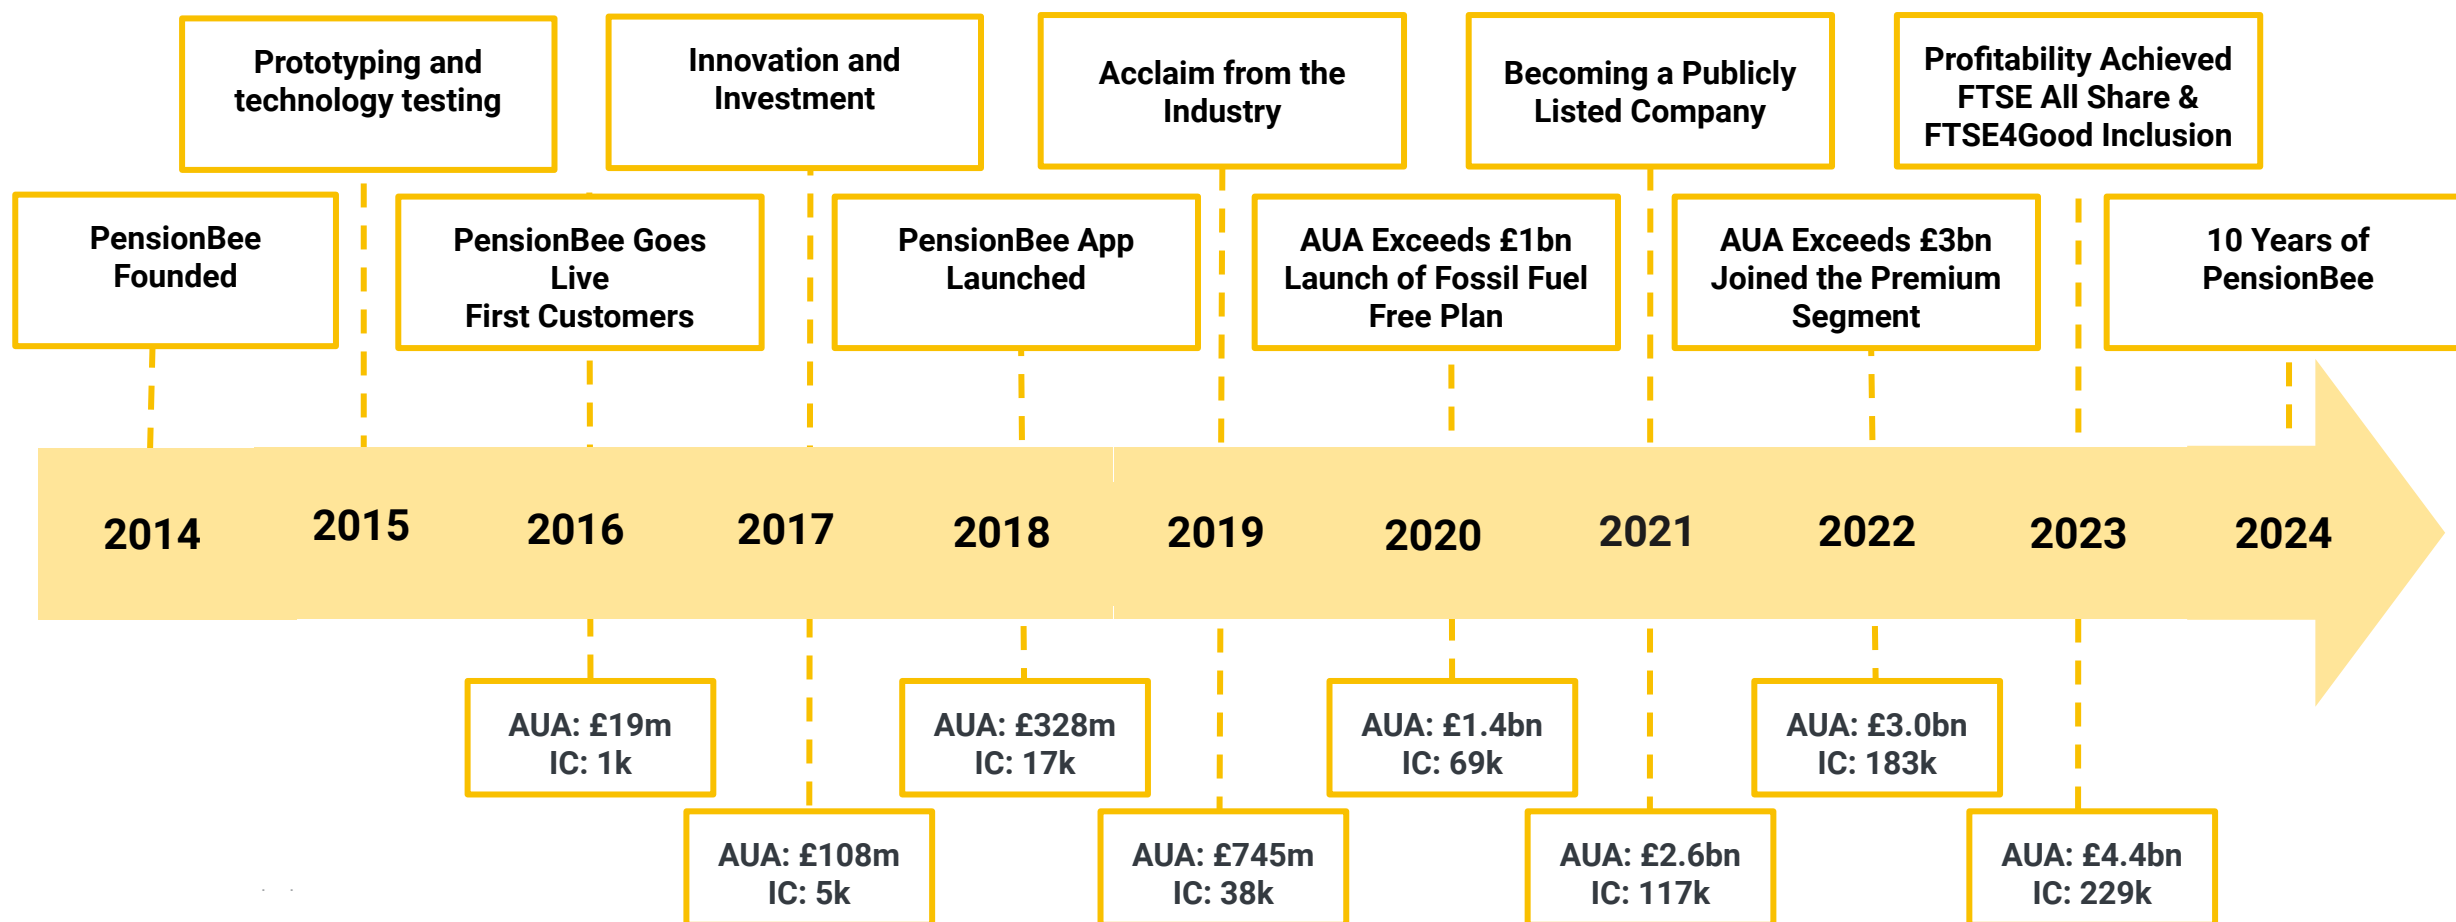 Prototyping and
technology testing
Innovation and
Investment
Acclaim from the
Industry
Becoming a Publicly
Listed Company
Profitability Achieved
FTSE All Share &
FTSE4Good Inclusion
PensionBee
Founded
PensionBee Goes
Live
First Customers
PensionBee App
Launched
AUA Exceeds £1bn
Launch of Fossil Fuel
Free Plan
AUA Exceeds £3bn
Joined the Premium
Segment
10 Years of
PensionBee
2014
2015
2016
2017
2018
2019
2020
2021
2022
2023
2024
AUA: £19m
IC: 1k
AUA: £328m
IC: 17k
AUA: £1.4bn
IC: 69k
AUA: £3.0bn
IC: 183k
AUA: £108m
IC: 5k
AUA: £745m
IC: 38k
AUA: £2.6bn
IC: 117k
AUA: £4.4bn
IC: 229k